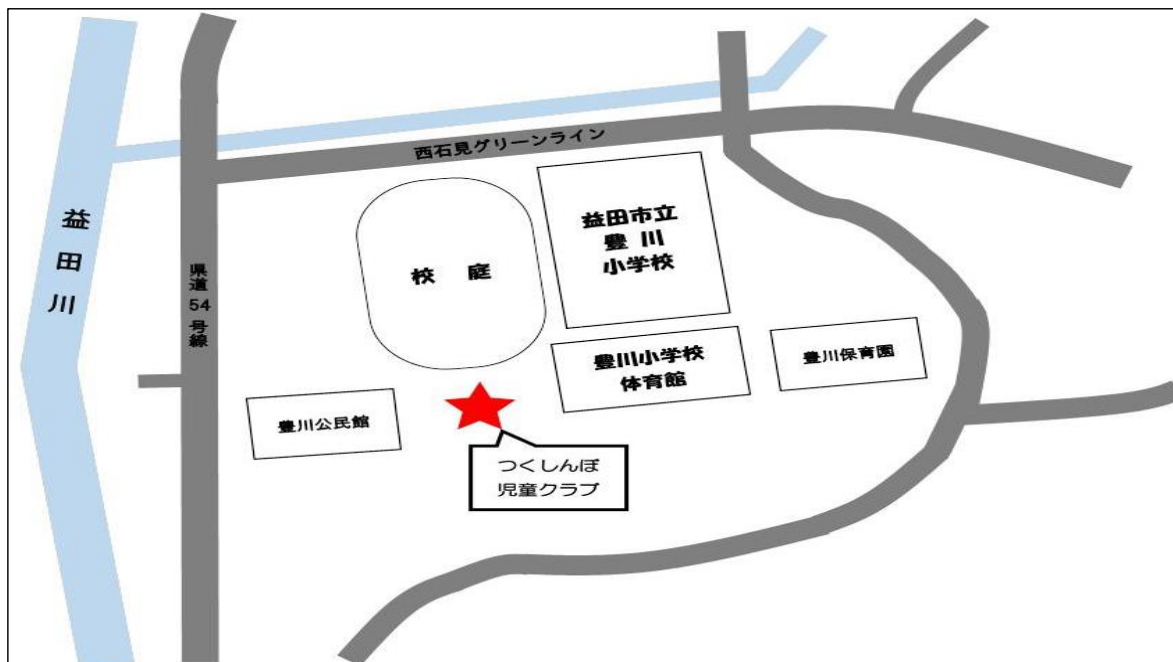 西石見グリーンライン
益田川
県道54号線
校庭
益田市立
豊川
小学校
豊川小学校
体育館
豊川保育園
豊川公民館
つくしんぼ
児童クラブ